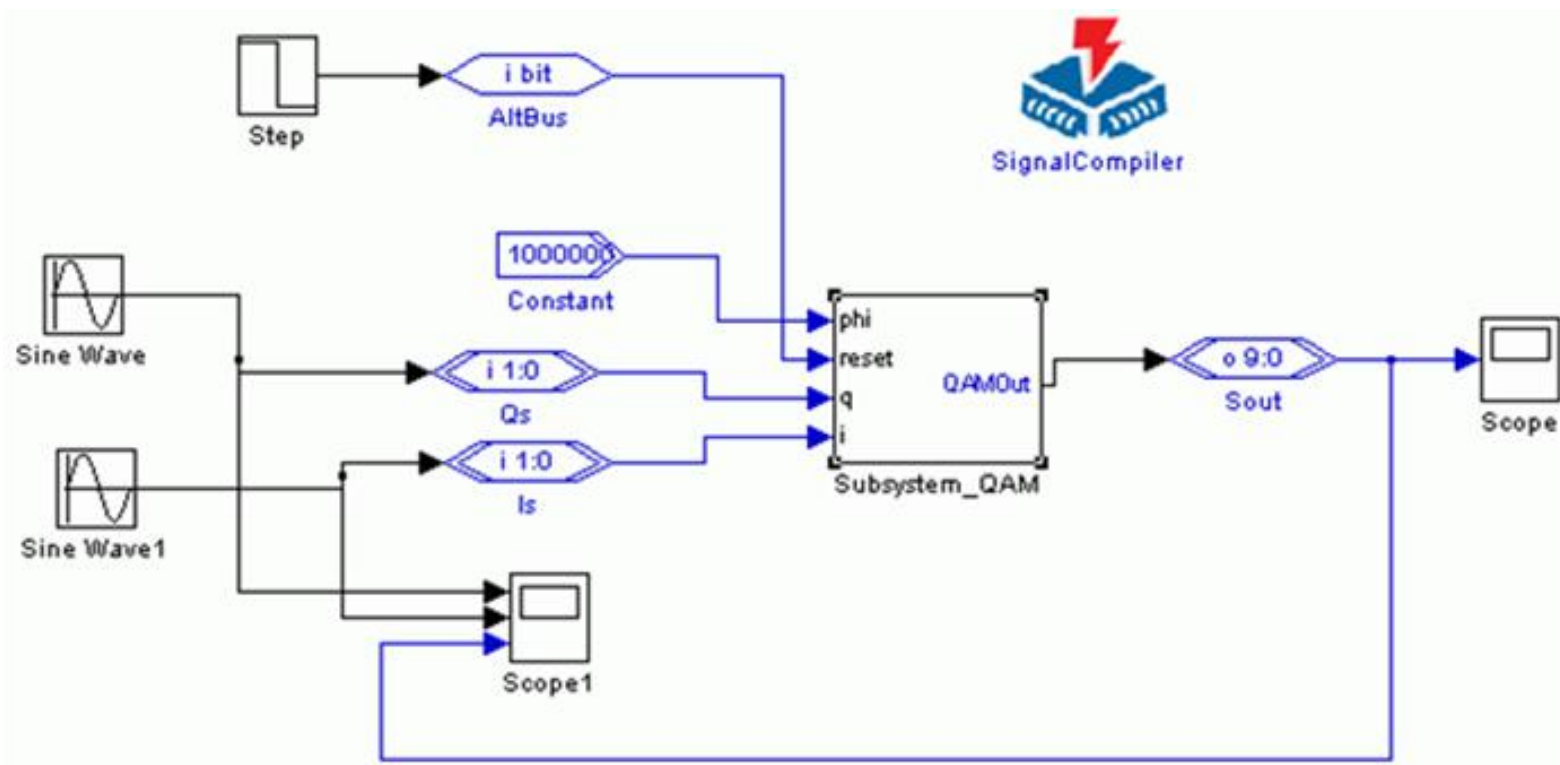 i bit
AltBus
Step
SignalCompiler
1000000
Constant
Sine Wave
phi
reset
q
i
QAMOut
Subsystem_QAM
i 1:0
Qs
i 1:0
Is
Sine Wave1
o 9:0
Sout
Scope
Scope1